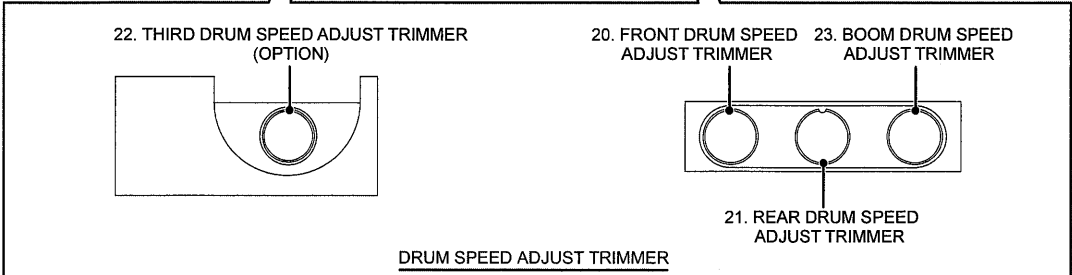 22. THIRD DRUM SPEED ADJUST TRIMMER
(OPTION)
20. FRONT DRUM SPEED
ADJUST TRIMMER
23. BOOM DRUM SPEED
ADJUST TRIMMER
21. REAR DRUM SPEED
ADJUST TRIMMER
DRUM SPEED ADJUST TRIMMER